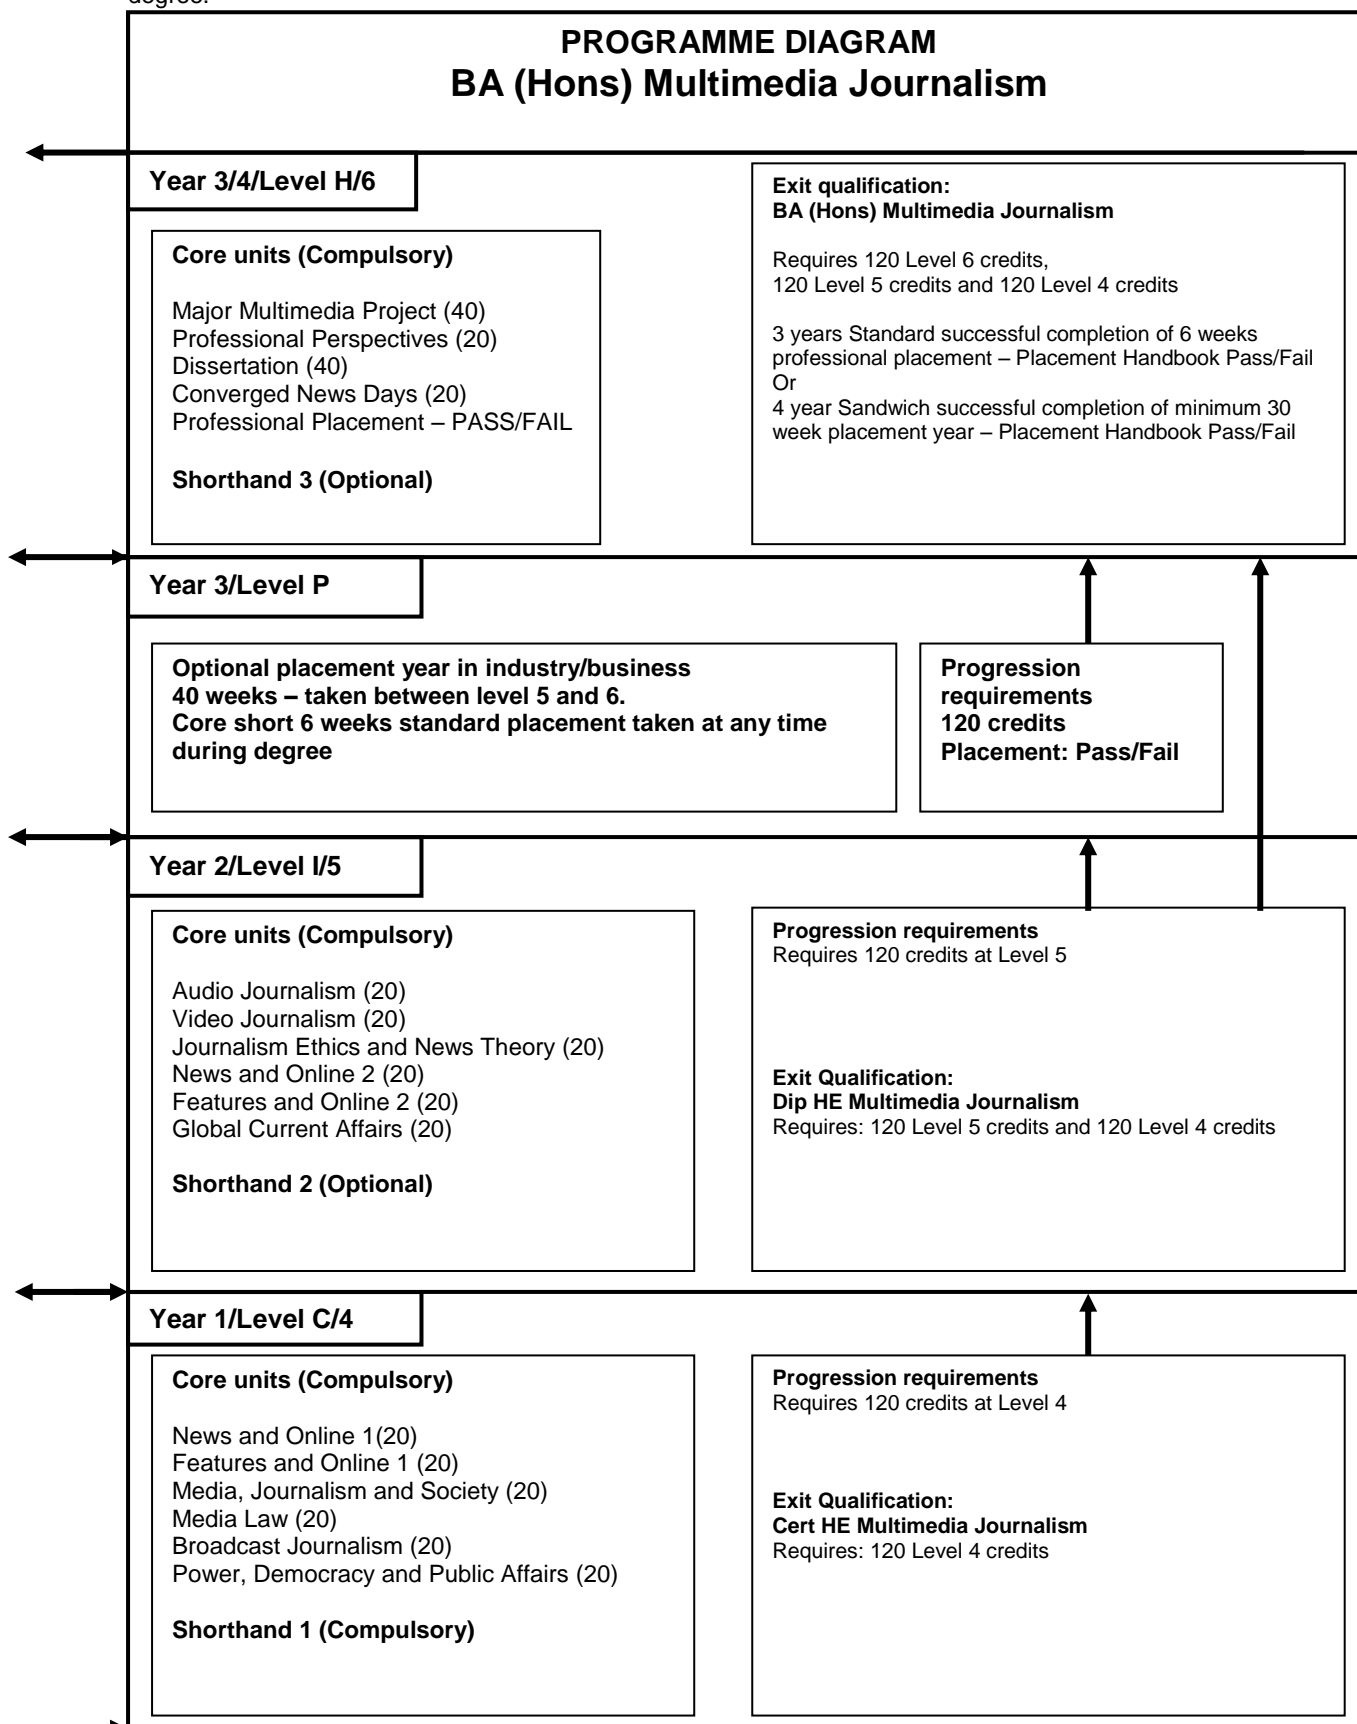 degree.
PROGRAMME DIAGRAM
BA (Hons) Multimedia Journalism
Year 3/4/Level H/6
Core units (Compulsory)
Major Multimedia Project (40)
Professional Perspectives (20)
Dissertation (40)
Converged News Days (20)
Professional Placement – PASS/FAIL
Shorthand 3 (Optional)
Exit qualification:
BA (Hons) Multimedia Journalism
Requires 120 Level 6 credits,
120 Level 5 credits and 120 Level 4 credits
3 years Standard successful completion of 6 weeks
professional placement – Placement Handbook Pass/Fail
Or
4 year Sandwich successful completion of minimum 30
week placement year – Placement Handbook Pass/Fail
Year 3/Level P
Optional placement year in industry/business
40 weeks – taken between level 5 and 6.
Core short 6 weeks standard placement taken at any time
during degree
Progression
requirements
120 credits
Placement: Pass/Fail
Year 2/Level I/5
Core units (Compulsory)
Audio Journalism (20)
Video Journalism (20)
Journalism Ethics and News Theory (20)
News and Online 2 (20)
Features and Online 2 (20)
Global Current Affairs (20)
Shorthand 2 (Optional)
Progression requirements
Requires 120 credits at Level 5
Exit Qualification:
Dip HE Multimedia Journalism
Requires: 120 Level 5 credits and 120 Level 4 credits
Year 1/Level C/4
Core units (Compulsory)
News and Online 1(20)
Features and Online 1 (20)
Media, Journalism and Society (20)
Media Law (20)
Broadcast Journalism (20)
Power, Democracy and Public Affairs (20)
Shorthand 1 (Compulsory)
Progression requirements
Requires 120 credits at Level 4
Exit Qualification:
Cert HE Multimedia Journalism
Requires: 120 Level 4 credits